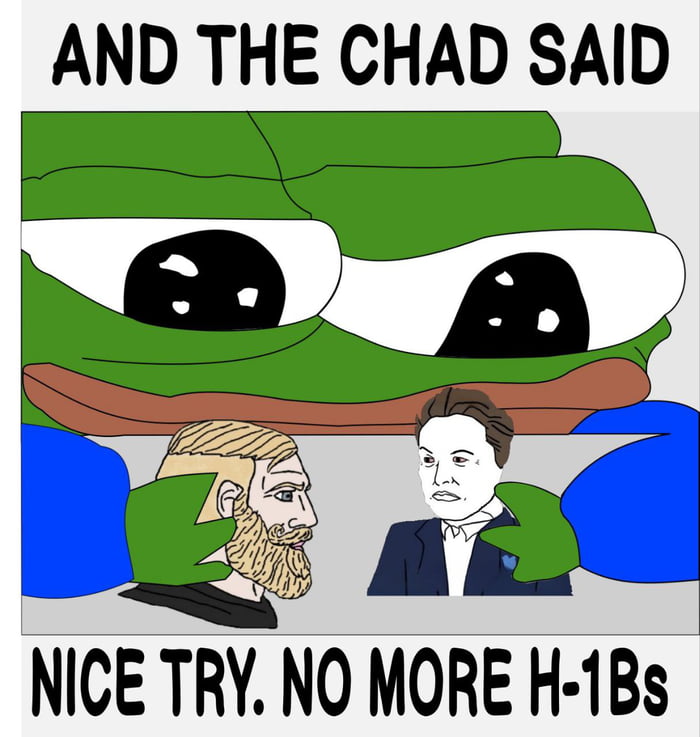 AND THE CHAD SAID
NICE TRY. NO MORE H-1Bs